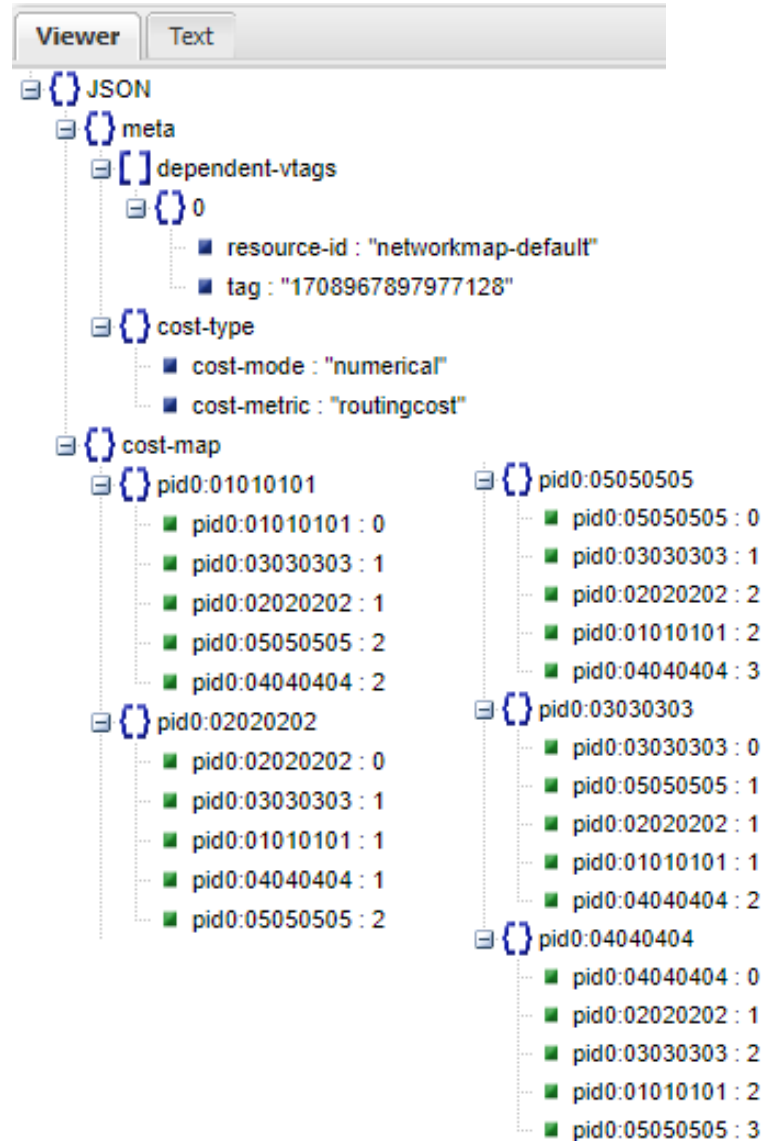 Viewer Text
JSON
meta
dependent-vtags
0
resource-id : "networkmap-default"
tag : "1708967897977128"
cost-type
cost-mode : "numerical"
cost-metric : "routingcost"
cost-map
pid0:01010101
pid0:01010101 : 0
pid0:03030303 : 1
pid0:02020202 : 1
pid0:05050505 : 2
pid0:04040404 : 2
pid0:02020202
pid0:02020202 : 0
pid0:03030303 : 1
pid0:01010101 : 1
pid0:04040404 : 1
pid0:05050505 : 2
pid0:05050505
pid0:05050505 : 0
pid0:03030303 : 1
pid0:02020202 : 2
pid0:01010101 : 2
pid0:04040404 : 3
pid0:03030303
pid0:03030303 : 0
pid0:05050505 : 1
pid0:02020202 : 1
pid0:01010101 : 1
pid0:04040404 : 2
pid0:04040404
pid0:04040404 : 0
pid0:02020202 : 1
pid0:03030303 : 2
pid0:01010101 : 2
pid0:05050505 : 3